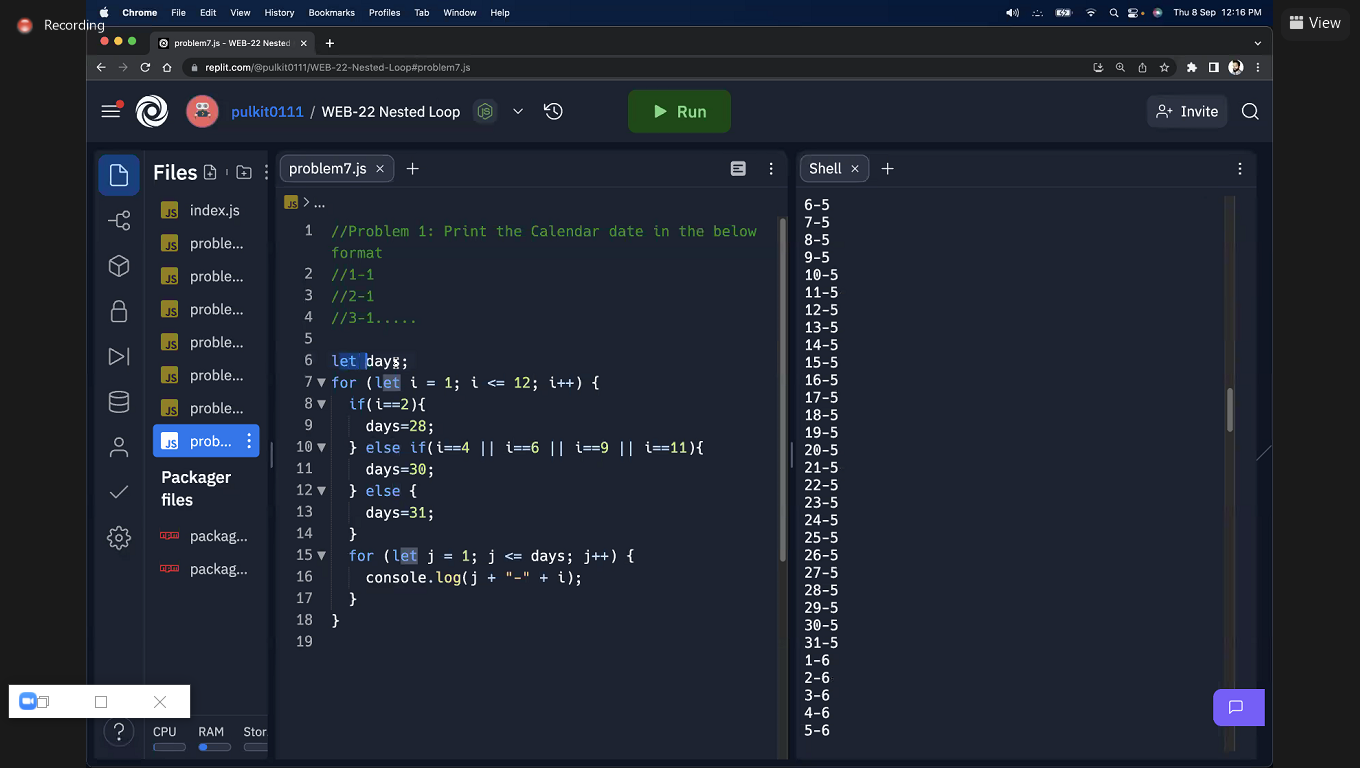 Recording
Chrome File Edit View History Bookmarks Profiles Tab Window Help
Thu 8 Sep 12:16 PM
View
problem7.js - WEB-22 Nested
replit.com/@pulkit0111/WEB-22-Nested-Loop#problem7.js
pulkit0111 / WEB-22 Nested Loop
Run
Invite
Files
index.js
proble...
proble...
proble...
proble...
proble...
proble...
prob...
Packager
files
packag...
packag...
CPU RAM Stor
problem7.js
...
1 //Problem 1: Print the Calendar date in the below
format
2 //1-1
3 //2-1
4 //3-1.....
5
6 let days;
7 for (let i = 1; i <= 12; i++) {
8 if(i==2){
9 days=28;
10 } else if(i==4 || i==6 || i==9 || i==11){
11 days=30;
12 } else {
13 days=31;
14 }
15 for (let j = 1; j <= days; j++) {
16 console.log(j + "-" + i);
17 }
18 }
19
Shell
6-5
7-5
8-5
9-5
10-5
11-5
12-5
13-5
14-5
15-5
16-5
17-5
18-5
19-5
20-5
21-5
22-5
23-5
24-5
25-5
26-5
27-5
28-5
29-5
30-5
31-5
1-6
2-6
3-6
4-6
5-6